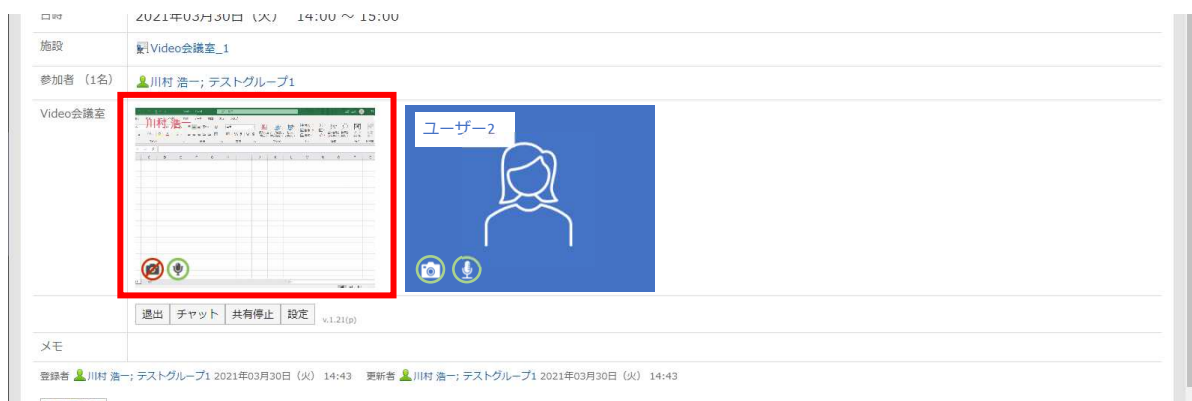 日時 2021年03月30日（火） 14:00 ～ 15:00
施設 Video会議室_1
参加者 （1名） 川村 浩一; テストグループ1
Video会議室
川村 浩一
ユーザー2
退出 チャット 共有停止 設定 v.1.21(p)
メモ
登録者 川村 浩一; テストグループ1 2021年03月30日（火） 14:43 更新者 川村 浩一; テストグループ1 2021年03月30日（火） 14:43